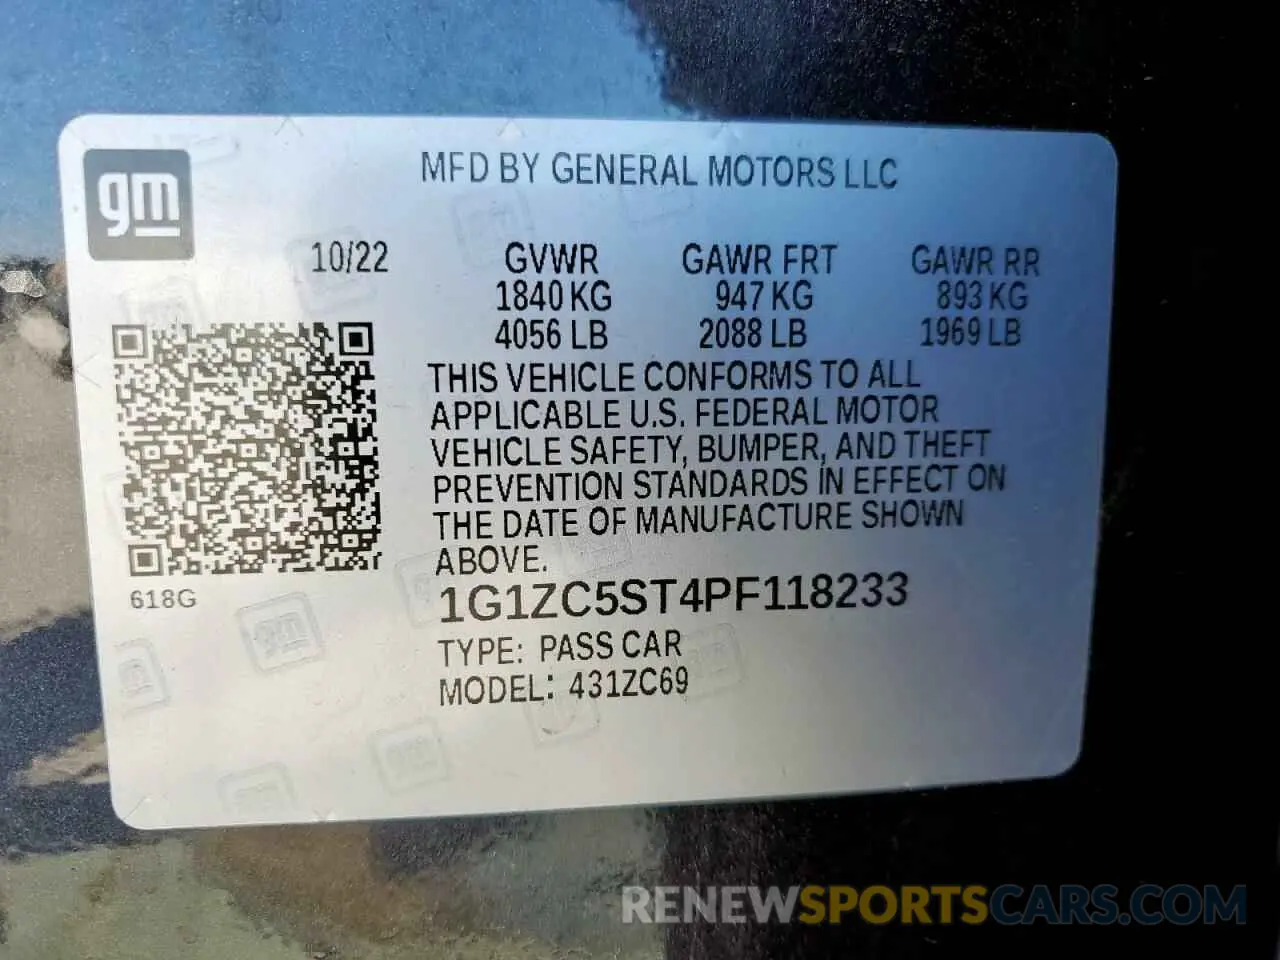 MFD BY GENERAL MOTORS LLC
gm
10/22 GVWR GAWR FRT GAWR RR
1840 KG 947 KG 893 KG
4056 LB 2088 LB 1969 LB
THIS VEHICLE CONFORMS TO ALL
APPLICABLE U.S. FEDERAL MOTOR
VEHICLE SAFETY, BUMPER, AND THEFT
PREVENTION STANDARDS IN EFFECT ON
THE DATE OF MANUFACTURE SHOWN
ABOVE.
618G
1G1ZC5ST4PF118233
TYPE: PASS CAR
MODEL: 431ZC69
RENEWSPORTSCARS.COM